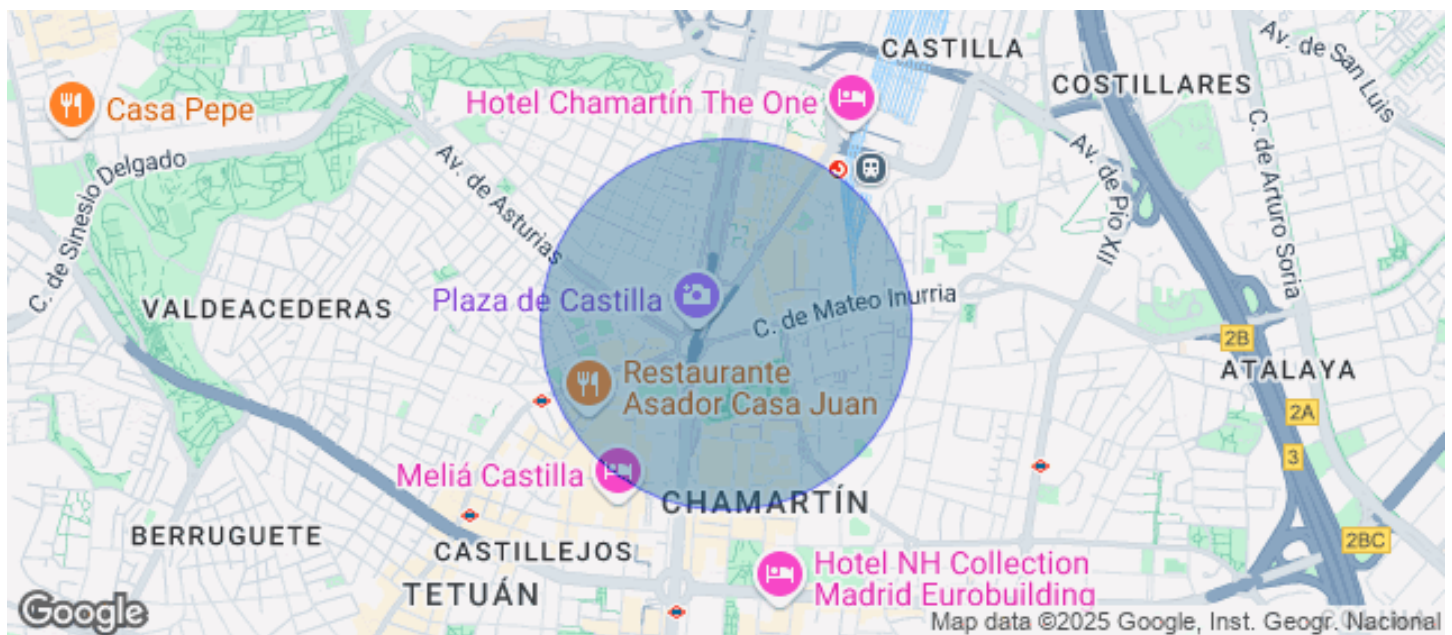 CASTILLA
Av. de San Luis
COSTILLARES
Hotel Chamartín The One
Casa Pepe
C. de Sinesio Delgado
Av. de Asturias
Av. de Pio XII
C. de Arturo Soria
VALDEACEDERAS
Plaza de Castilla
C. de Mateo Inurria
2B
ATALAYA
Restaurante
Asador Casa Juan
2A
3
Meliá Castilla
CHAMARTÍN
BERRUGUETE
CASTILLEJOS
2BC
TETUÁN
Hotel NH Collection
Madrid Eurobuilding
Google
Map data ©2025 Google, Inst. Geogr. Nacional